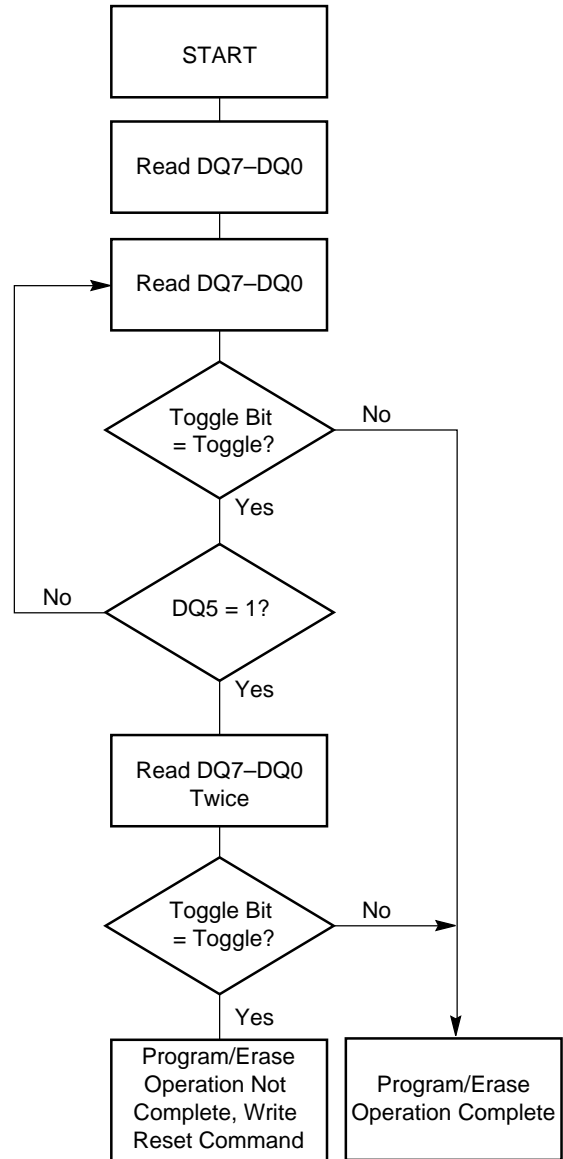 START
Read DQ7–DQ0
Read DQ7–DQ0
Toggle Bit
= Toggle?
No
Yes
No
DQ5 = 1?
Yes
Read DQ7–DQ0
Twice
Toggle Bit
= Toggle?
No
Yes
Program/Erase
Operation Not
Complete, Write
Reset Command
Program/Erase
Operation Complete